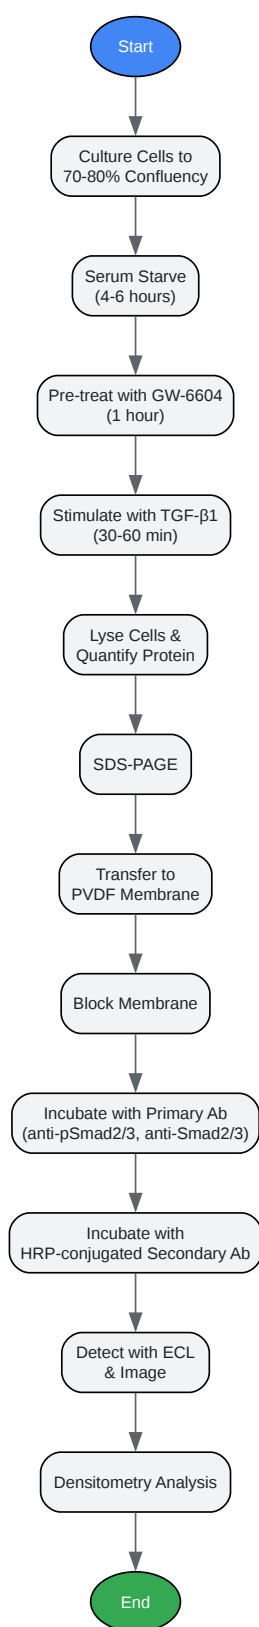 Start
Culture Cells to
70-80% Confluency
Serum Starve
(4-6 hours)
Pre-treat with GW-6604
(1 hour)
Stimulate with TGF-β1
(30-60 min)
Lyse Cells &
Quantify Protein
SDS-PAGE
Transfer to
PVDF Membrane
Block Membrane
Incubate with Primary Ab
(anti-pSmad2/3, anti-Smad2/3)
Incubate with
HRP-conjugated Secondary Ab
Detect with ECL
& Image
Densitometry Analysis
End